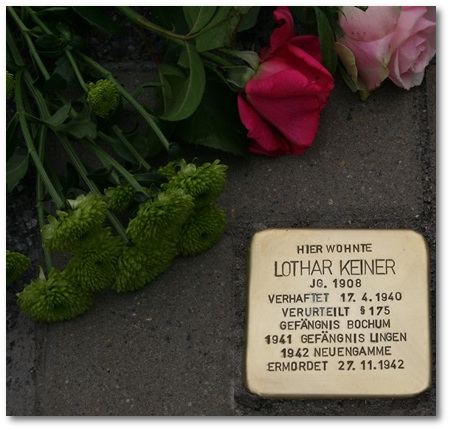 HIER WOHNTE
LOTHAR KEINER
JG. 1908
VERHAFTET 17.4.1940
VERURTEILT §175
GEFÄNGNIS BOCHUM
1941 GEFÄNGNIS LINGEN
1942 NEUENGAMME
ERMORDET 27.11.1942